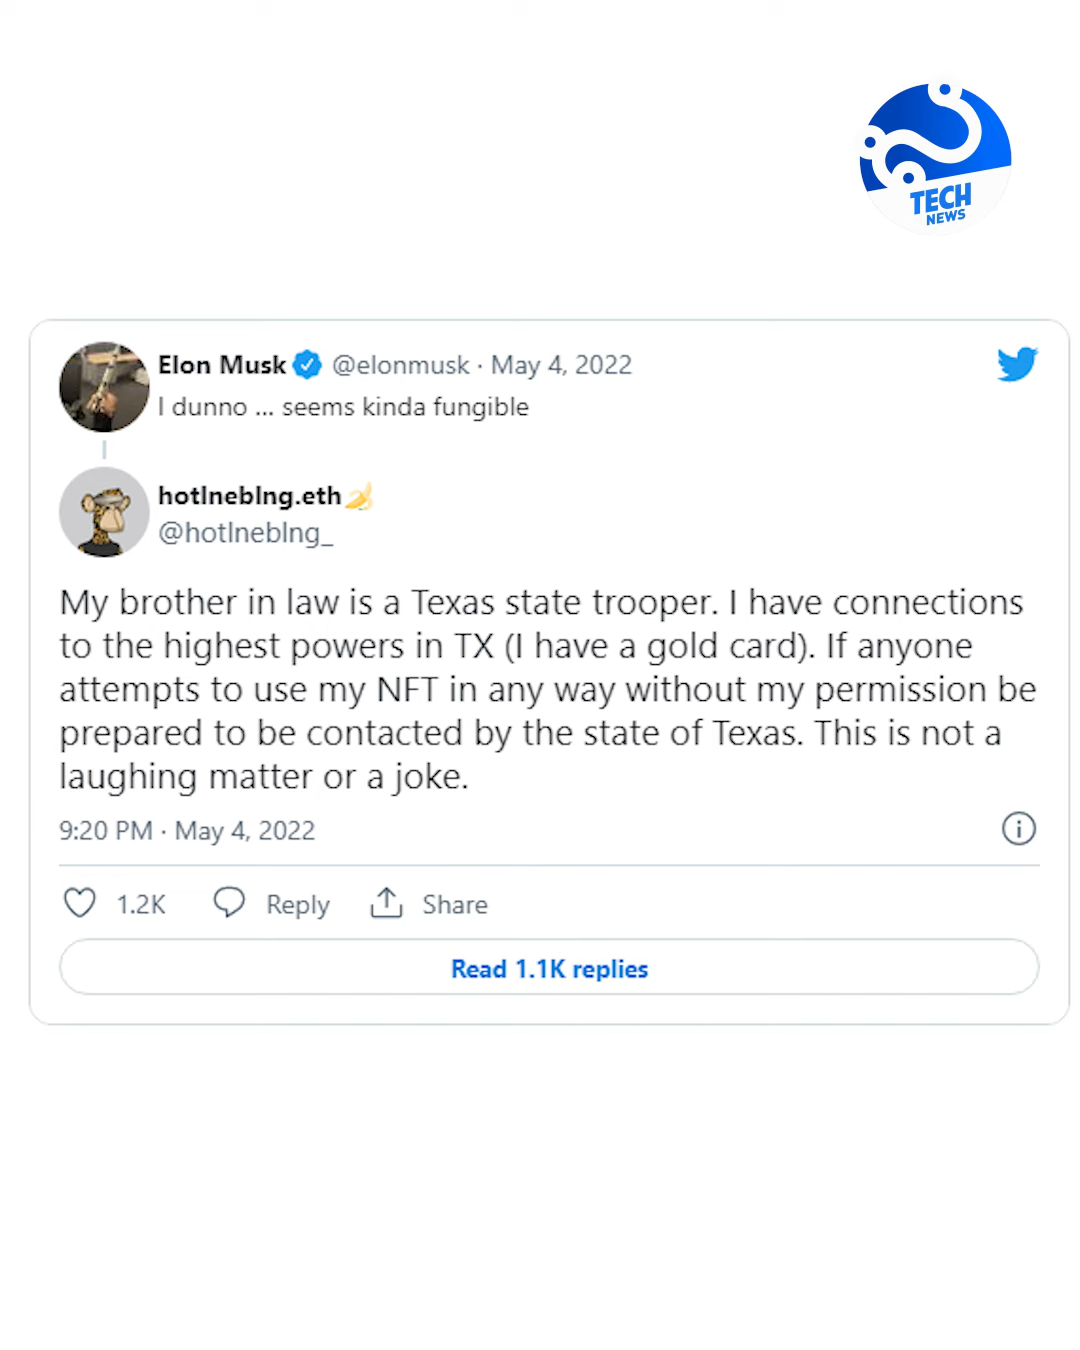 TECH
NEWS
Elon Musk @elonmusk · May 4, 2022
I dunno ... seems kinda fungible
hotlneblng.eth🍌
@hotlneblng_
My brother in law is a Texas state trooper. I have connections
to the highest powers in TX (I have a gold card). If anyone
attempts to use my NFT in any way without my permission be
prepared to be contacted by the state of Texas. This is not a
laughing matter or a joke.
9:20 PM · May 4, 2022
1.2K Reply Share
Read 1.1K replies